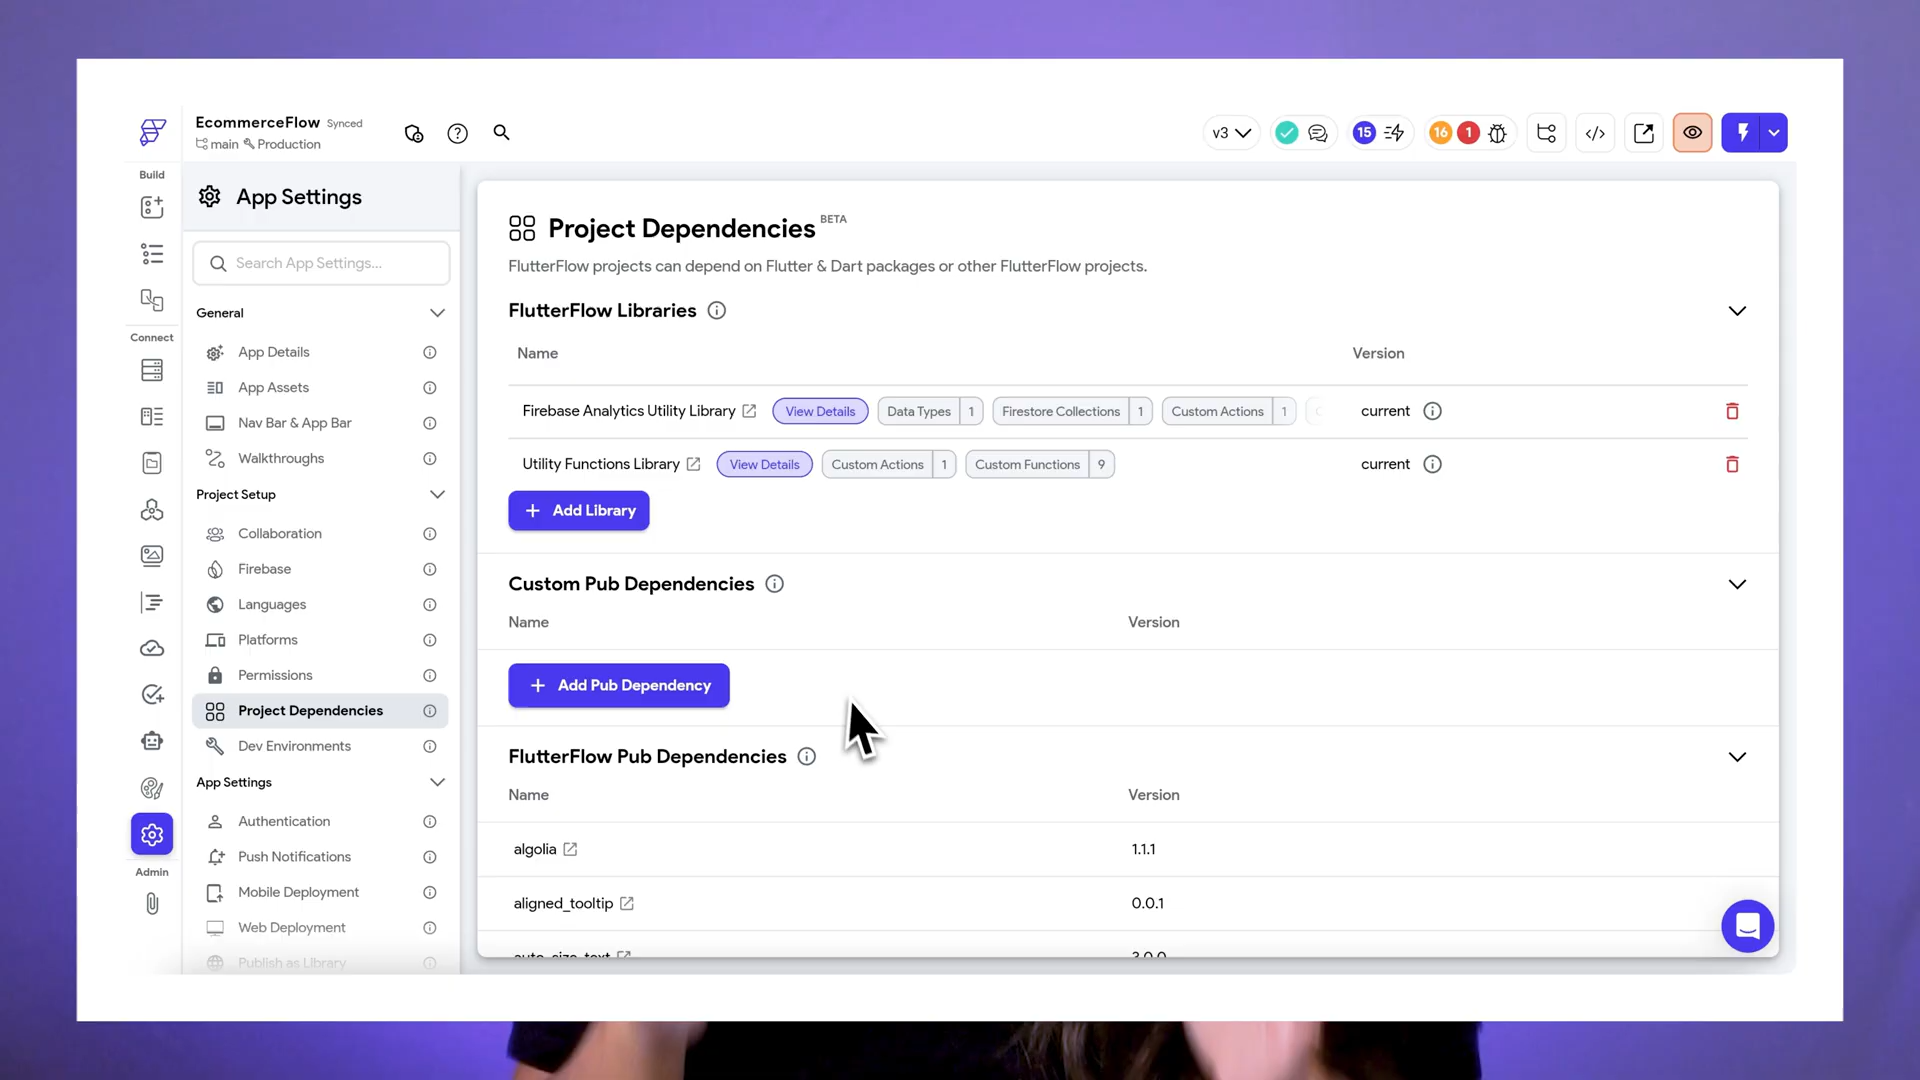 EcommerceFlow Synced
main Production
v3
15
16
1
Build
Connect
Admin
App Settings
Search App Settings...
General
App Details
App Assets
Nav Bar & App Bar
Walkthroughs
Project Setup
Collaboration
Firebase
Languages
Platforms
Permissions
Project Dependencies
Dev Environments
App Settings
Authentication
Push Notifications
Mobile Deployment
Web Deployment
Publish as Library
Project Dependencies BETA
FlutterFlow projects can depend on Flutter & Dart packages or other FlutterFlow projects.
FlutterFlow Libraries
Name Version
Firebase Analytics Utility Library View Details Data Types 1 Firestore Collections 1 Custom Actions 1 current
Utility Functions Library View Details Custom Actions 1 Custom Functions 9 current
+ Add Library
Custom Pub Dependencies
Name Version
+ Add Pub Dependency
FlutterFlow Pub Dependencies
Name Version
algolia 1.1.1
aligned_tooltip 0.0.1
auto_size_text 3.0.0